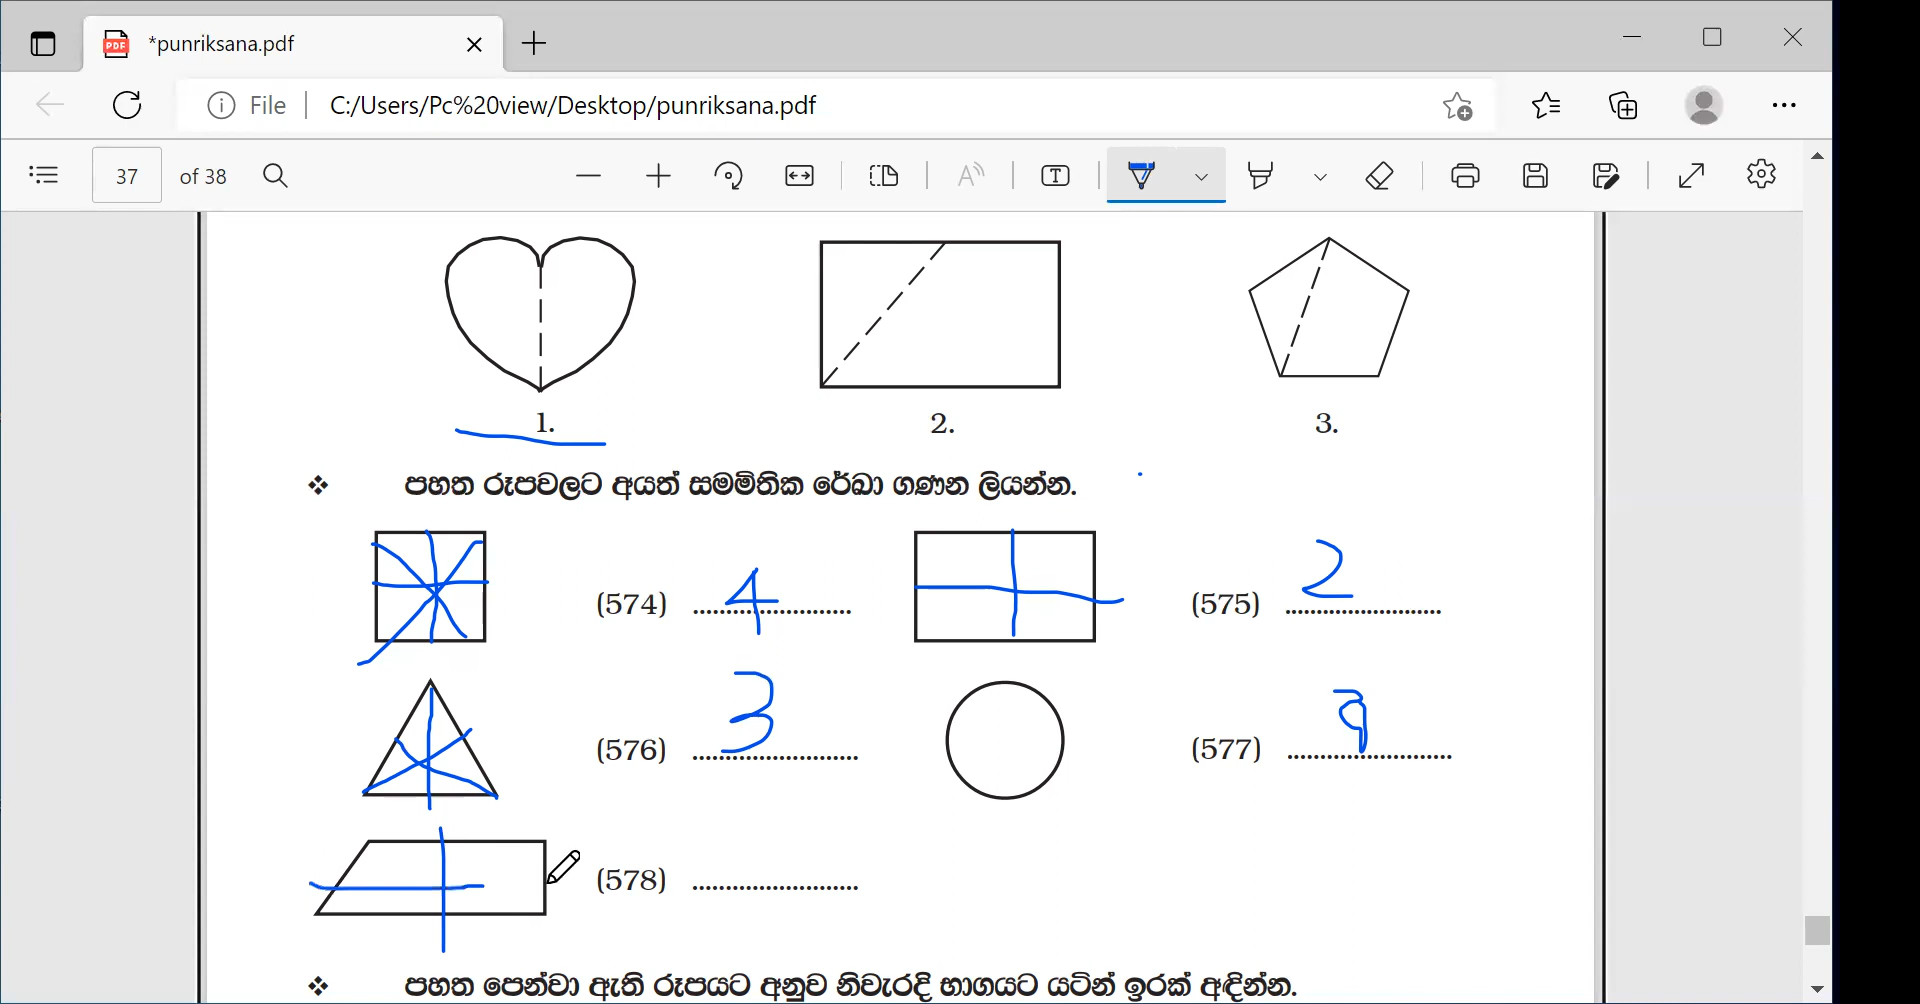 *punriksana.pdf
File C:/Users/Pc%20view/Desktop/punriksana.pdf
37 of 38
1. 2. 3.
❖ පහත රූපවලට අයත් සමමිතික රේඛා ගණන ලියන්න.
(574) ........................ 4 (575) ........................ 2
(576) ......................... 3 (577) .........................
(578) .........................
❖ පහත පෙන්වා ඇති රූපයට අනුව නිවැරදි භාගයට යටින් ඉරක් අඳින්න.